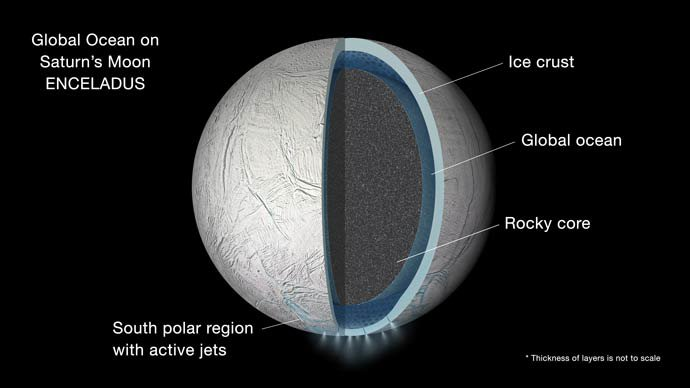 Global Ocean on
Saturn's Moon
ENCELADUS
Ice crust
Global ocean
Rocky core
South polar region
with active jets
* Thickness of layers is not to scale